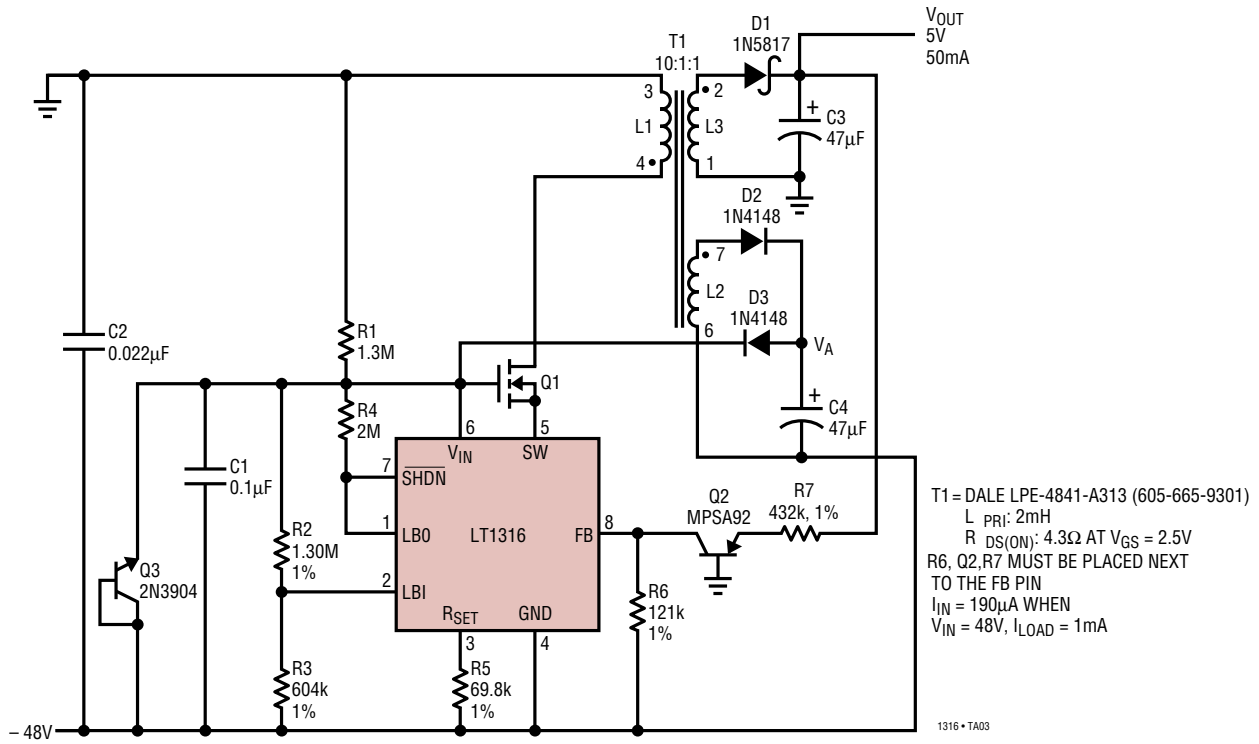 VOUT
5V
50mA
D1
1N5817
T1
10:1:1
3
2
L1
L3
4
1
+
C3
47µF
D2
1N4148
7
L2
6
D3
1N4148
VA
+
C4
47µF
C2
0.022µF
R1
1.3M
Q1
R4
2M
6
5
VIN
SW
7
SHDN
1
LB0
LT1316
FB
8
2
LBI
RSET
GND
3
4
C1
0.1µF
R2
1.30M
1%
Q3
2N3904
R3
604k
1%
R5
69.8k
1%
Q2
MPSA92
R7
432k, 1%
R6
121k
1%
– 48V
T1 = DALE LPE-4841-A313 (605-665-9301)
L PRI: 2mH
R DS(ON): 4.3Ω AT VGS = 2.5V
R6, Q2,R7 MUST BE PLACED NEXT
TO THE FB PIN
IIN = 190µA WHEN
VIN = 48V, ILOAD = 1mA
1316 • TA03